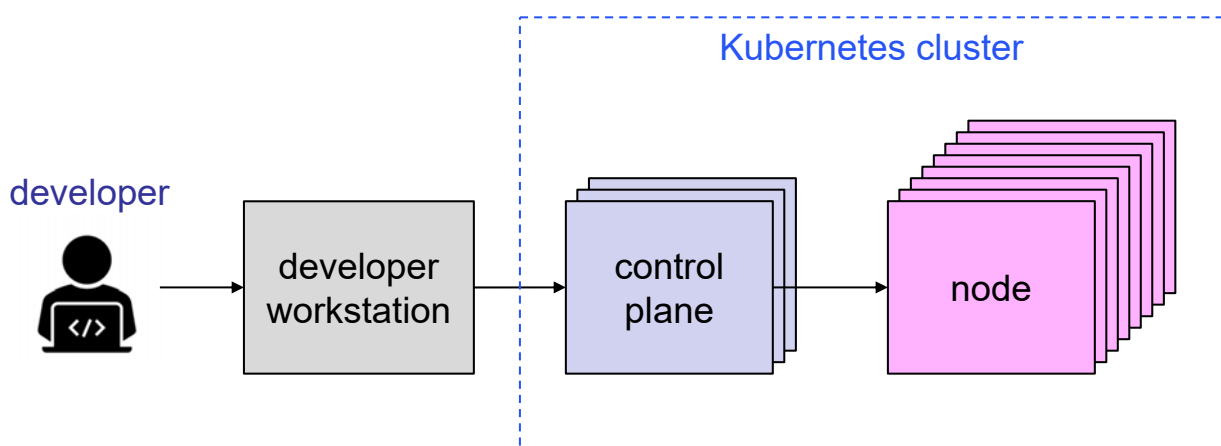 Kubernetes cluster
developer
</>
developer
workstation
control
plane
node